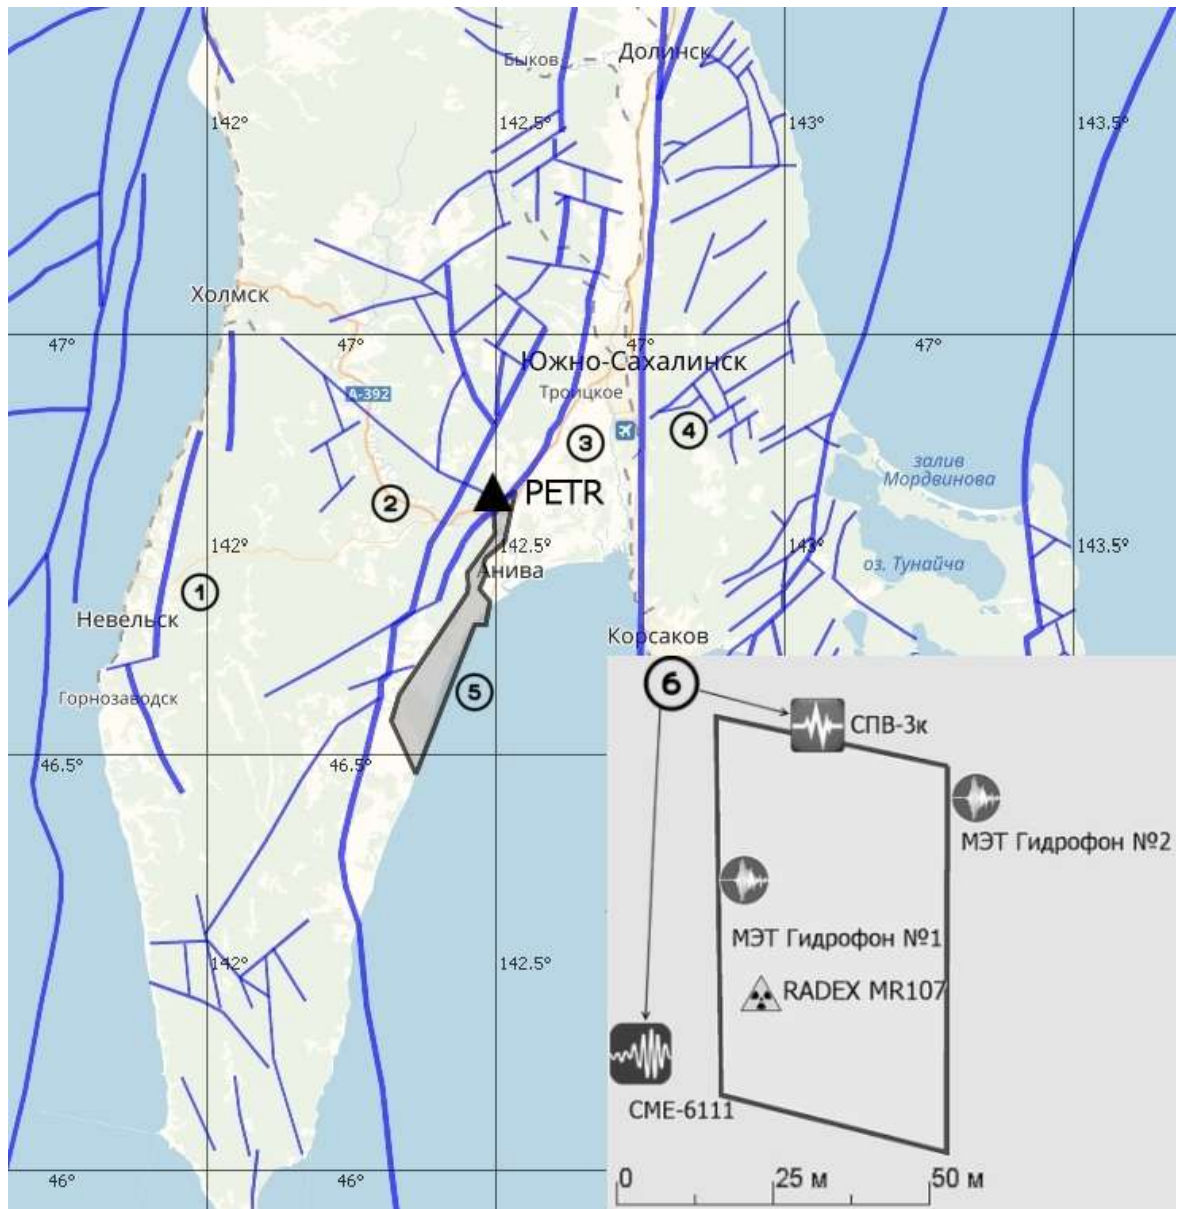 Быков
Долинск
142°
142.5°
143°
143.5°
Холмск
47°
47°
47°
47°
Южно-Сахалинск
А-392
Троицкое
3
4
залив
Мордвинова
2
PETR
142°
142.5°
143°
143.5°
оз. Тунайча
Анива
1
Невельск
Корсаков
Горнозаводск
5
6
СПВ-3к
46.5°
46.5°
МЭТ Гидрофон №2
МЭТ Гидрофон №1
142°
142.5°
RADEX MR107
СМЕ-6111
0
25 м
50 м
46°
46°